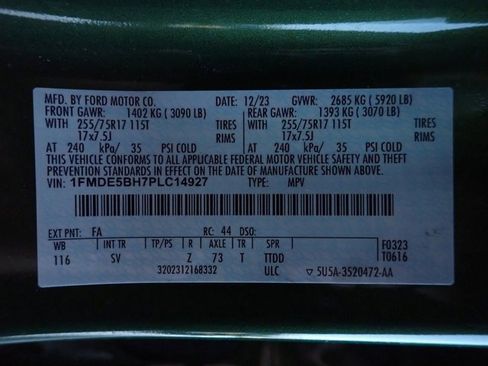 MFD. BY FORD MOTOR CO. DATE: 12/23 GVWR: 2685 KG ( 5920 LB)
FRONT GAWR: 1402 KG ( 3090 LB) REAR GAWR: 1393 KG ( 3070 LB)
WITH 255/75R17 115T TIRES WITH 255/75R17 115T TIRES
17x7.5J RIMS 17x7.5J RIMS
AT 240 kPa/ 35 PSI COLD AT 240 kPa/ 35 PSI COLD
THIS VEHICLE CONFORMS TO ALL APPLICABLE FEDERAL MOTOR VEHICLE SAFETY AND THEFT
PREVENTION STANDARDS IN EFFECT ON THE DATE OF MANUFACTURE SHOWN ABOVE.
VIN: 1FMDE5BH7PLC14927 TYPE: MPV
EXT PNT: FA RC: 44 DSO:
WB INT TR TP/PS R AXLE TR SPR F0323
116 SV Z 73 T TTDD T0616
3202312168332 ULC ▽ 5U5A-3520472-AA